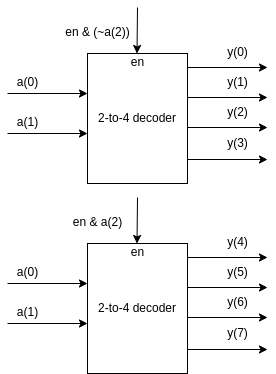 en & (~a(2))
en
y(0)
a(0)
y(1)
2-to-4 decoder
y(2)
a(1)
y(3)
en & a(2)
en
y(4)
a(0)
y(5)
2-to-4 decoder
y(6)
a(1)
y(7)